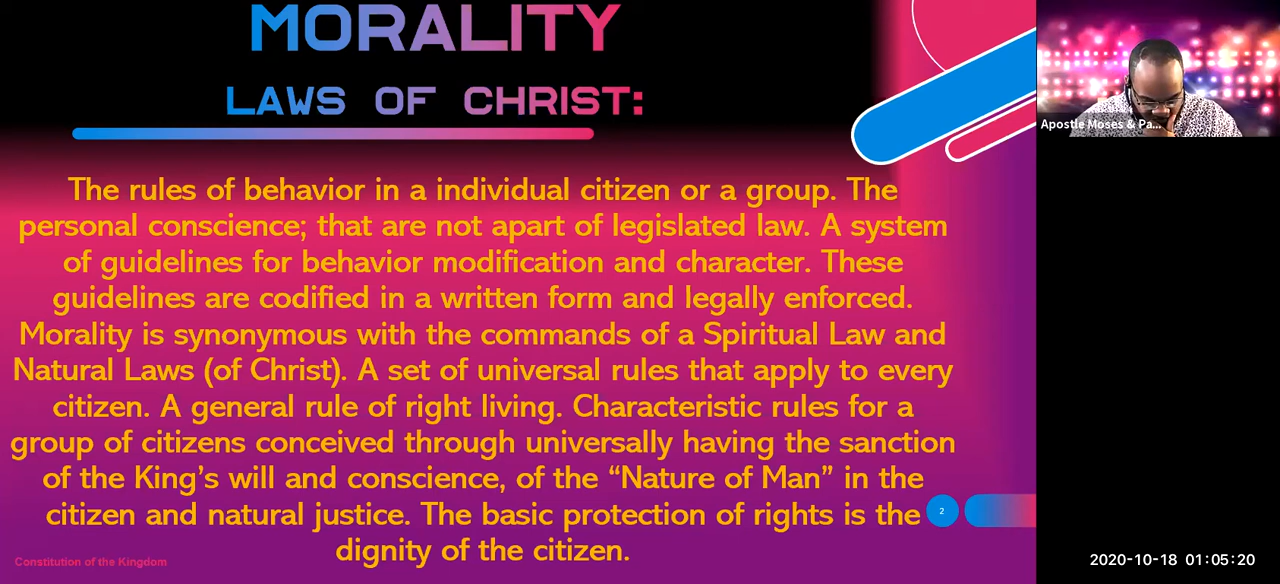 MORALITY
LAWS OF CHRIST:
The rules of behavior in a individual citizen or a group. The
personal conscience; that are not apart of legislated law. A system
of guidelines for behavior modification and character. These
guidelines are codified in a written form and legally enforced.
Morality is synonymous with the commands of a Spiritual Law and
Natural Laws (of Christ). A set of universal rules that apply to every
citizen. A general rule of right living. Characteristic rules for a
group of citizens conceived through universally having the sanction
of the King’s will and conscience, of the “Nature of Man” in the
citizen and natural justice. The basic protection of rights is the
dignity of the citizen.
2
Constitution of the Kingdom
Apostle Moses & Pa...
2020-10-18 01:05:20